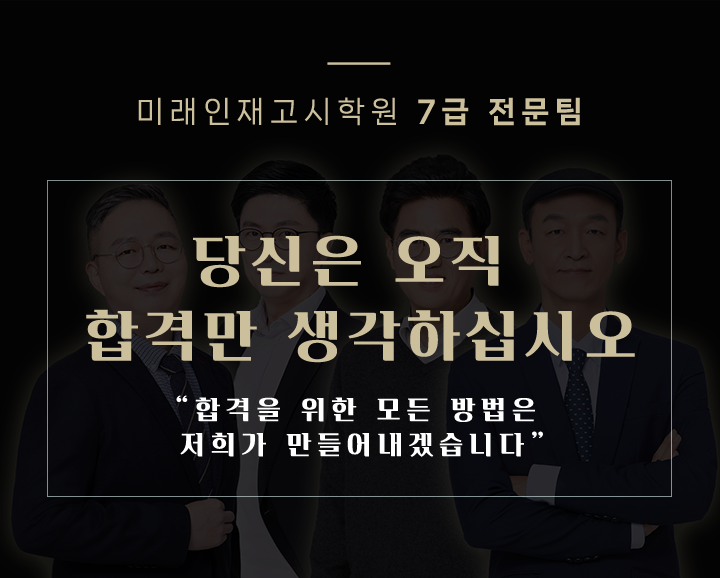 미래인재고시학원 7급 전문팀
당신은 오직
합격만 생각하십시오
“합격을 위한 모든 방법은
저희가 만들어내겠습니다”